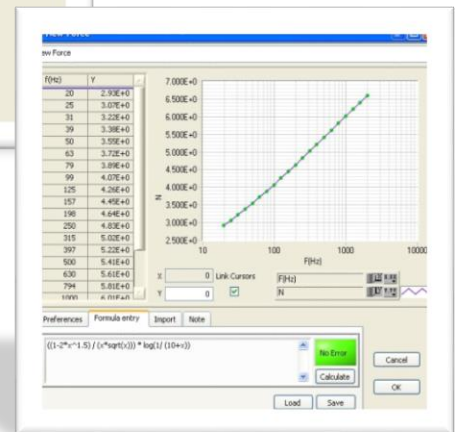 View Force
ew Force
F(Hz) Y
20 2.93E+0
25 3.07E+0
31 3.22E+0
39 3.38E+0
50 3.55E+0
63 3.72E+0
79 3.89E+0
99 4.07E+0
125 4.26E+0
157 4.45E+0
198 4.64E+0
250 4.83E+0
315 5.02E+0
397 5.22E+0
500 5.41E+0
630 5.61E+0
794 5.81E+0
1000 6.01E+0
7.000E+0
6.500E+0
6.000E+0
5.500E+0
5.000E+0
4.500E+0
4.000E+0
3.500E+0
3.000E+0
2.500E+0
N
10 100 1000 10000
F(Hz)
X 0 Link Cursors
Y 0
F(Hz)
N
Preferences Formula entry Import Note
((1-2*x^1.5) / (x*sqrt(x))) * log(1/ (10+x))
No Error
Calculate
Cancel
OK
Load Save